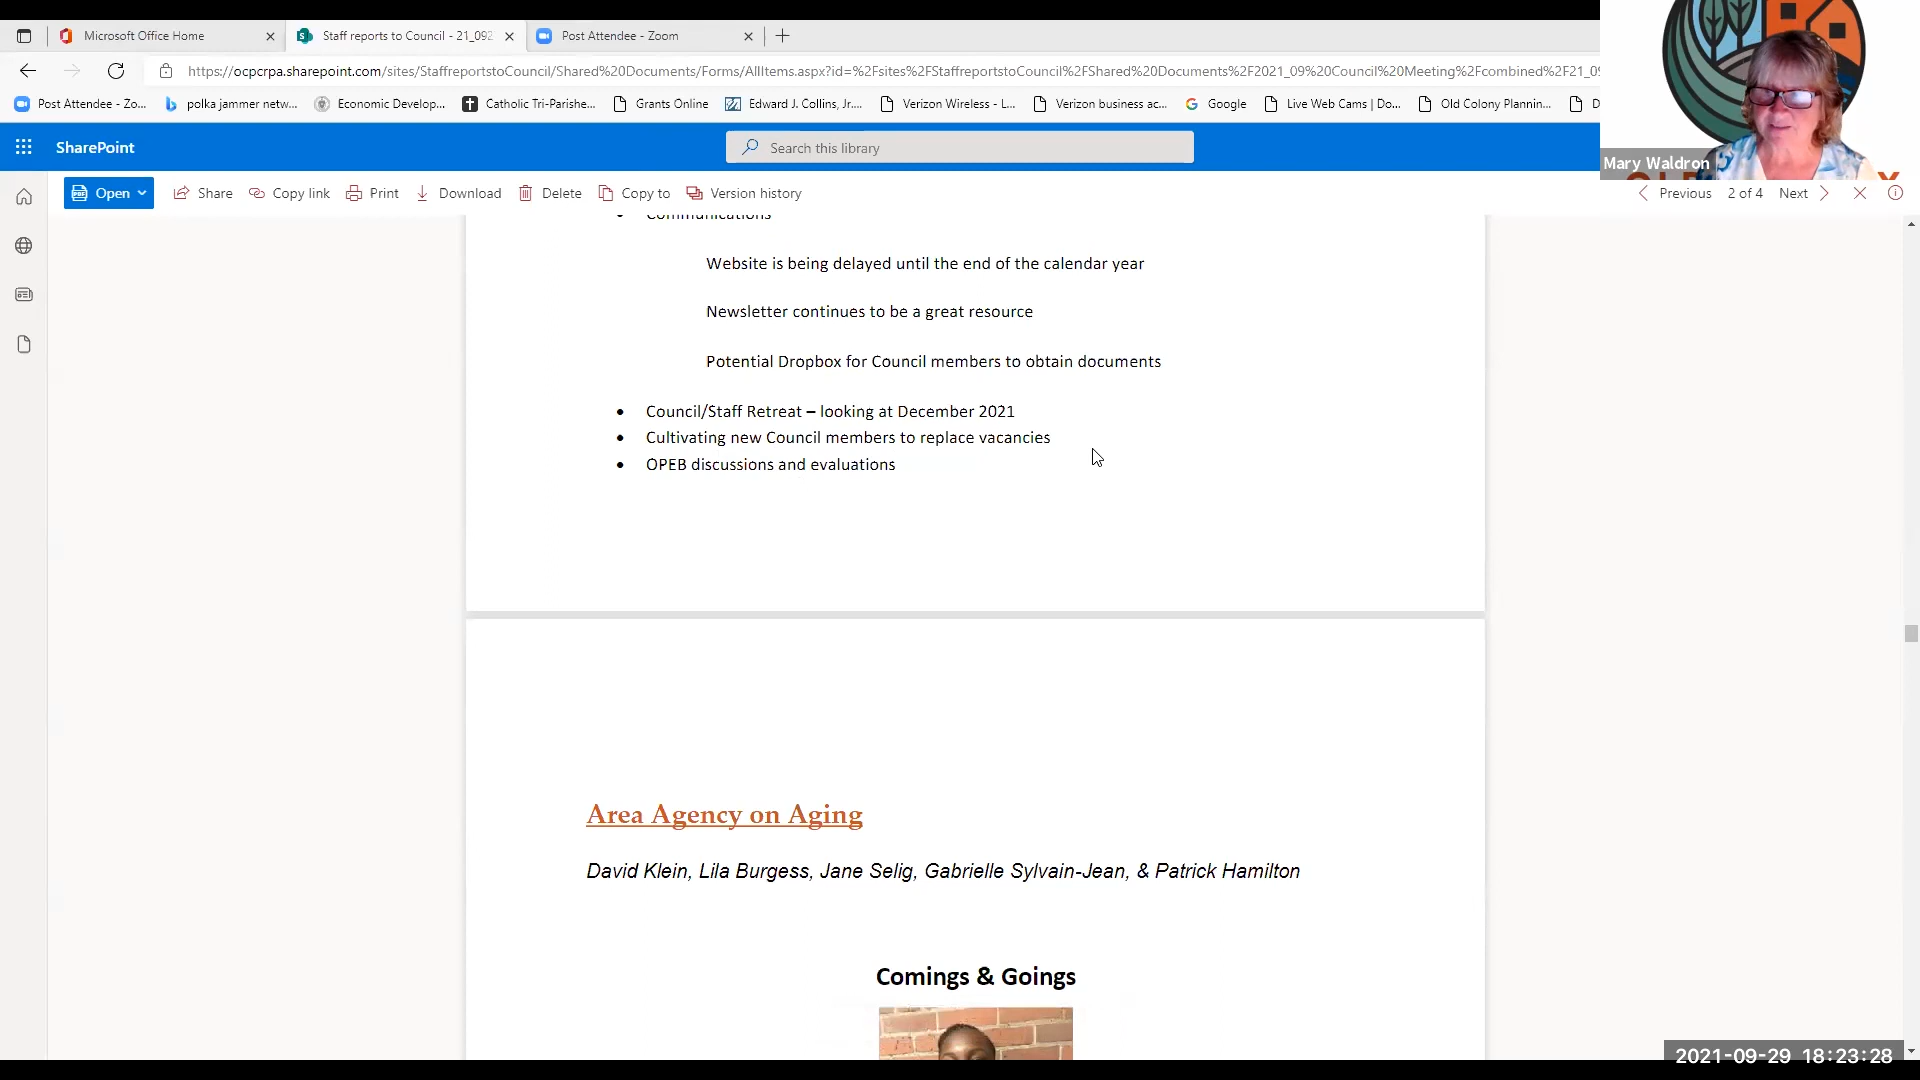 Microsoft Office Home
Staff reports to Council - 21_092
Post Attendee - Zoom
https://ocpcrpa.sharepoint.com/sites/StaffreportstoCouncil/Shared%20Documents/Forms/AllItems.aspx?id=%2Fsites%2FStaffreportstoCouncil%2FShared%20Documents%2F2021_09%20Council%20Meeting%2Fcombined%2F21_09
Post Attendee - Zo...
polka jammer netw...
Economic Develop...
Catholic Tri-Parishe...
Grants Online
Edward J. Collins, Jr....
Verizon Wireless - L...
Verizon business ac...
Google
Live Web Cams | Do...
Old Colony Plannin...
D
SharePoint
Search this library
Mary Waldron
Open
Share
Copy link
Print
Download
Delete
Copy to
Version history
Previous
2 of 4
Next
• Communications
Website is being delayed until the end of the calendar year
Newsletter continues to be a great resource
Potential Dropbox for Council members to obtain documents
• Council/Staff Retreat – looking at December 2021
• Cultivating new Council members to replace vacancies
• OPEB discussions and evaluations
Area Agency on Aging
David Klein, Lila Burgess, Jane Selig, Gabrielle Sylvain-Jean, & Patrick Hamilton
Comings & Goings
2021-09-29 18:23:28